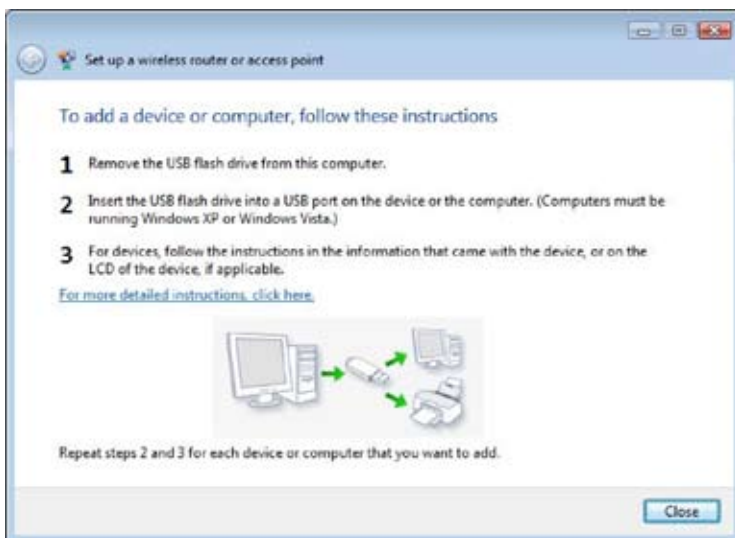 Set up a wireless router or access point
To add a device or computer, follow these instructions
1 Remove the USB flash drive from this computer.
2 Insert the USB flash drive into a USB port on the device or the computer. (Computers must be
running Windows XP or Windows Vista.)
3 For devices, follow the instructions in the information that came with the device, or on the
LCD of the device, if applicable.
For more detailed instructions, click here.
Repeat steps 2 and 3 for each device or computer that you want to add.
Close